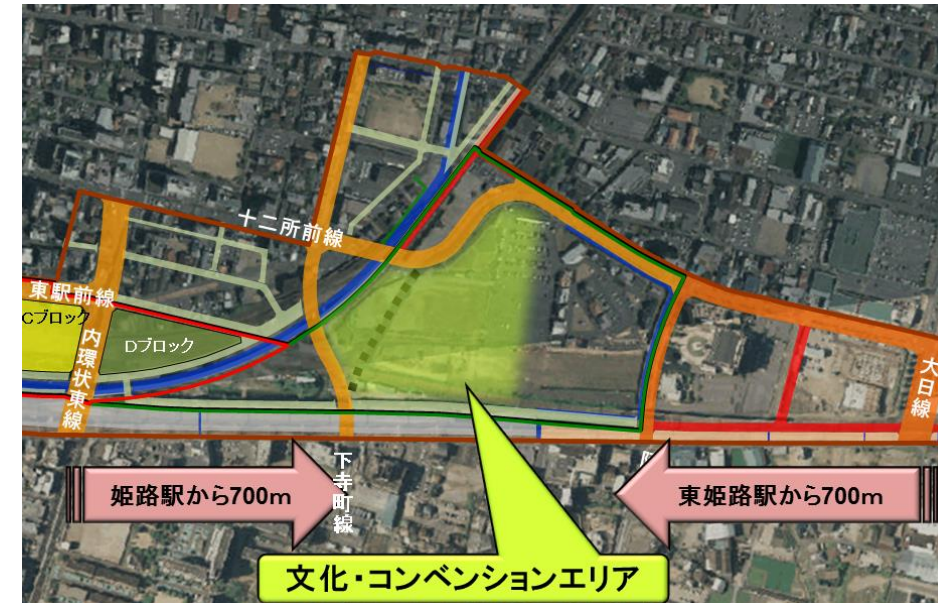 十二所前線
東駅前線
Cブロック
Dブロック
内環状東線
大日線
下寺町線
姫路駅から700m
東姫路駅から700m
文化・コンベンションエリア